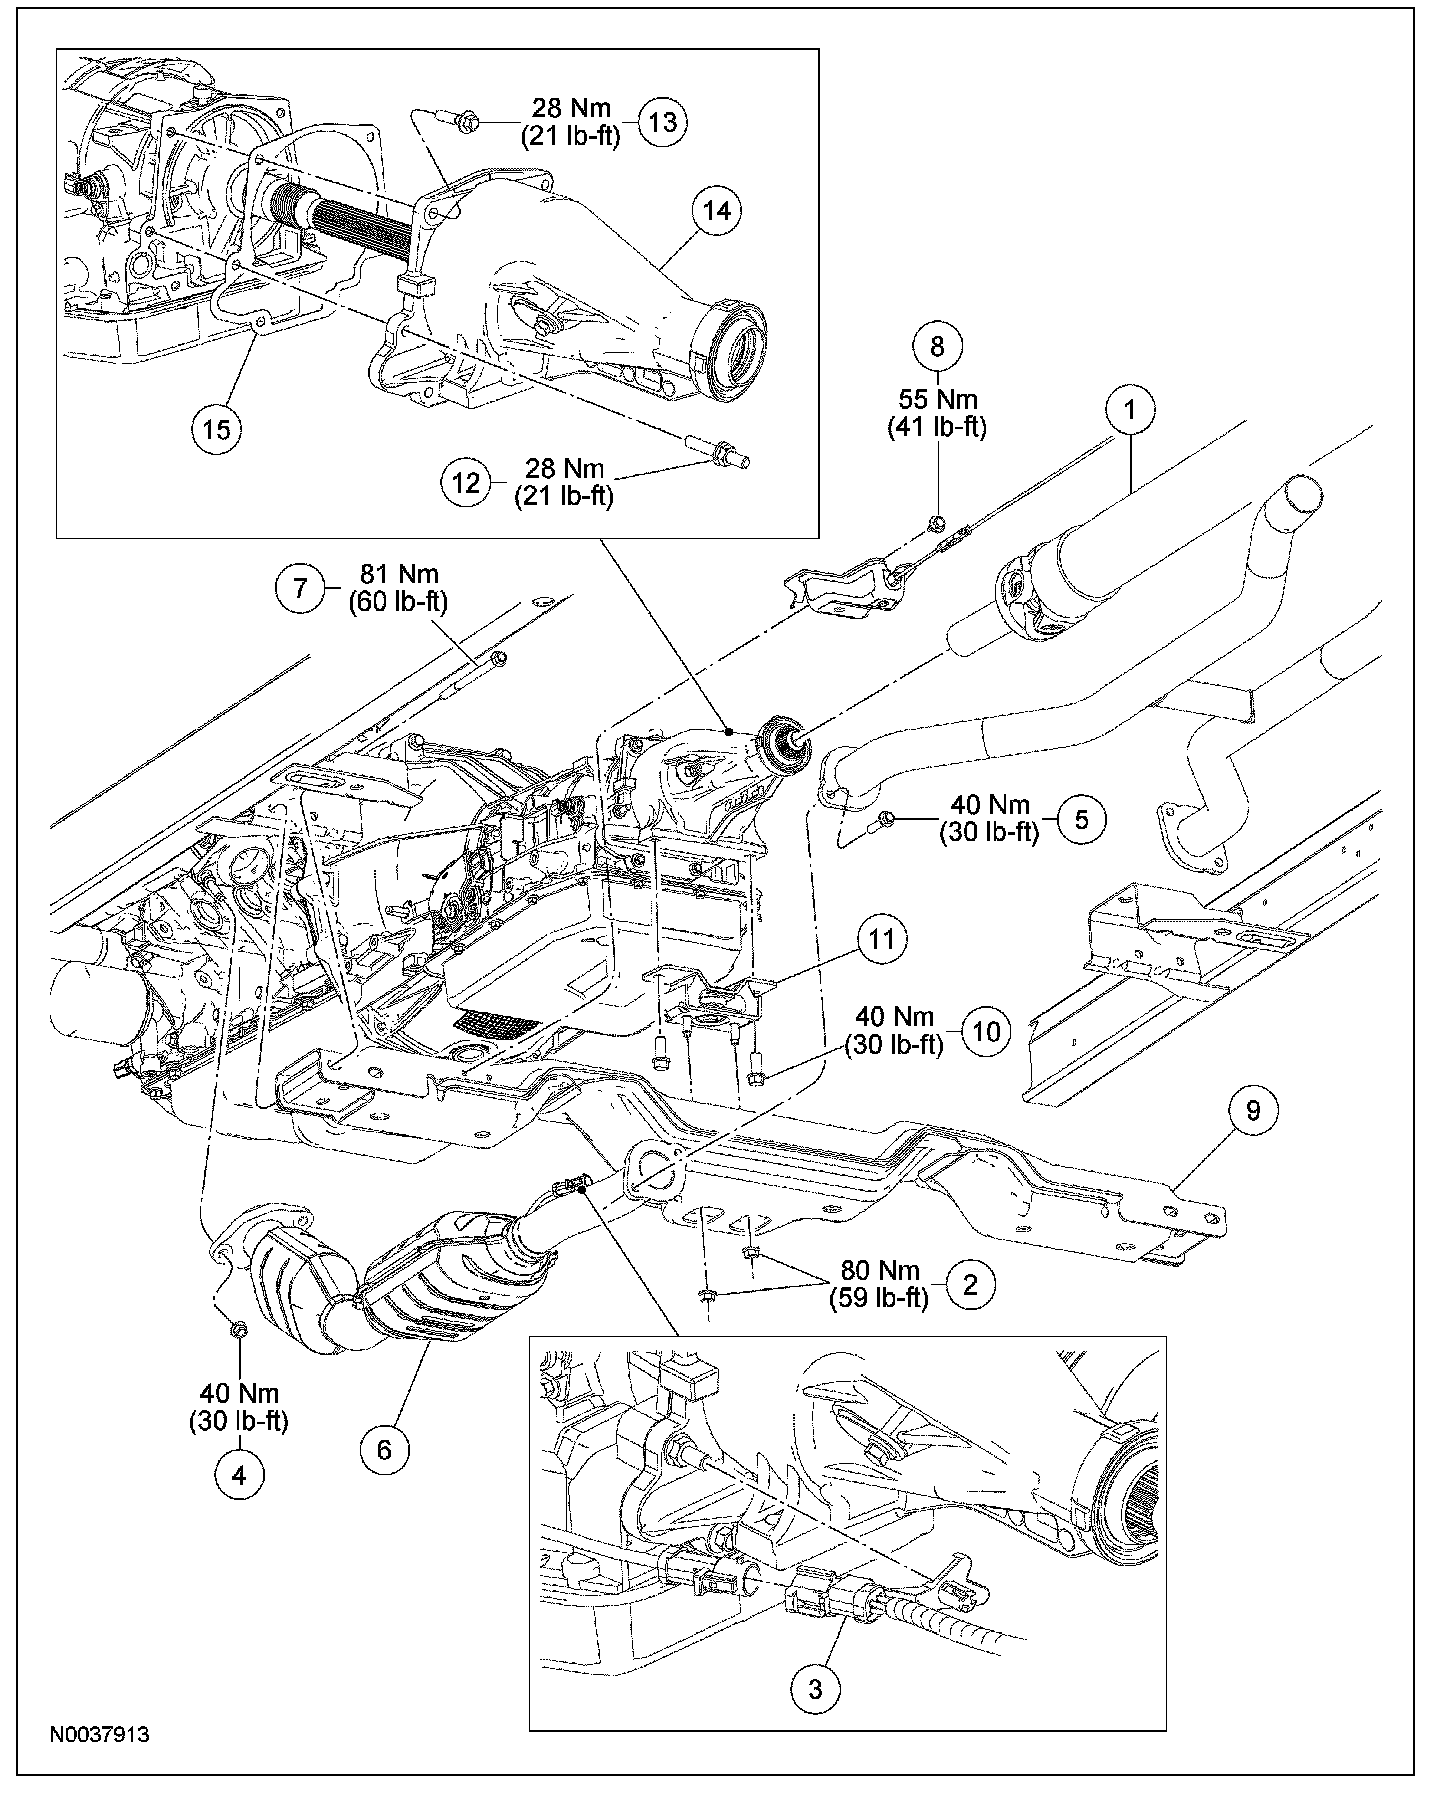 28 Nm
(21 lb-ft)
13
14
15
12
28 Nm
(21 lb-ft)
8
55 Nm
(41 lb-ft)
1
7
81 Nm
(60 lb-ft)
40 Nm
(30 lb-ft)
5
11
40 Nm
(30 lb-ft)
10
9
80 Nm
(59 lb-ft)
2
40 Nm
(30 lb-ft)
4
6
3
N0037913